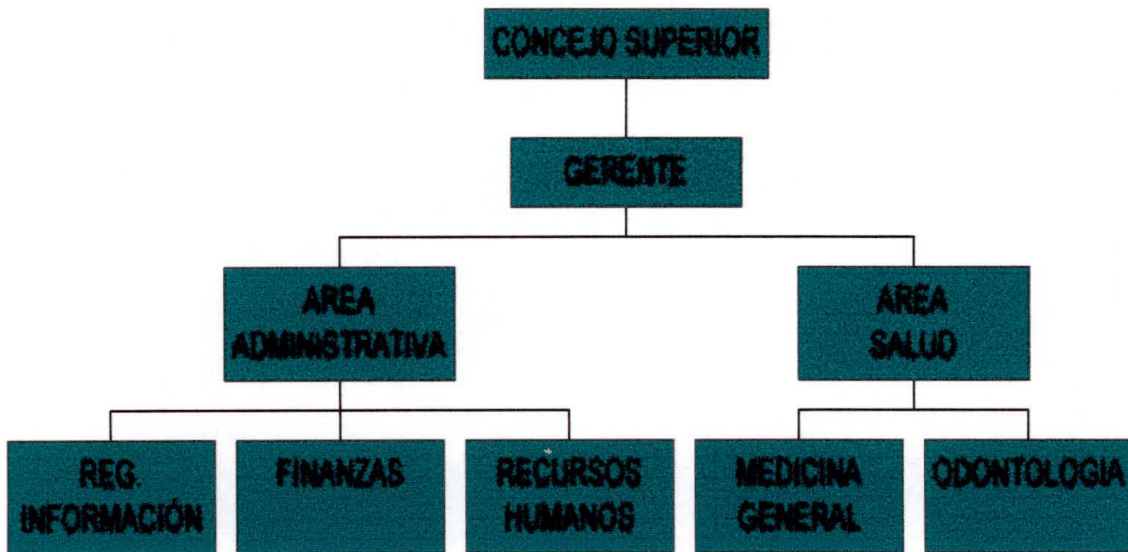 CONCEJO SUPERIOR
GERENTE
AREA
ADMINISTRATIVA
AREA
SALUD
REG.
INFORMACIÓN
FINANZAS
RECURSOS
HUMANOS
MEDICINA
GENERAL
ODONTOLOGIA